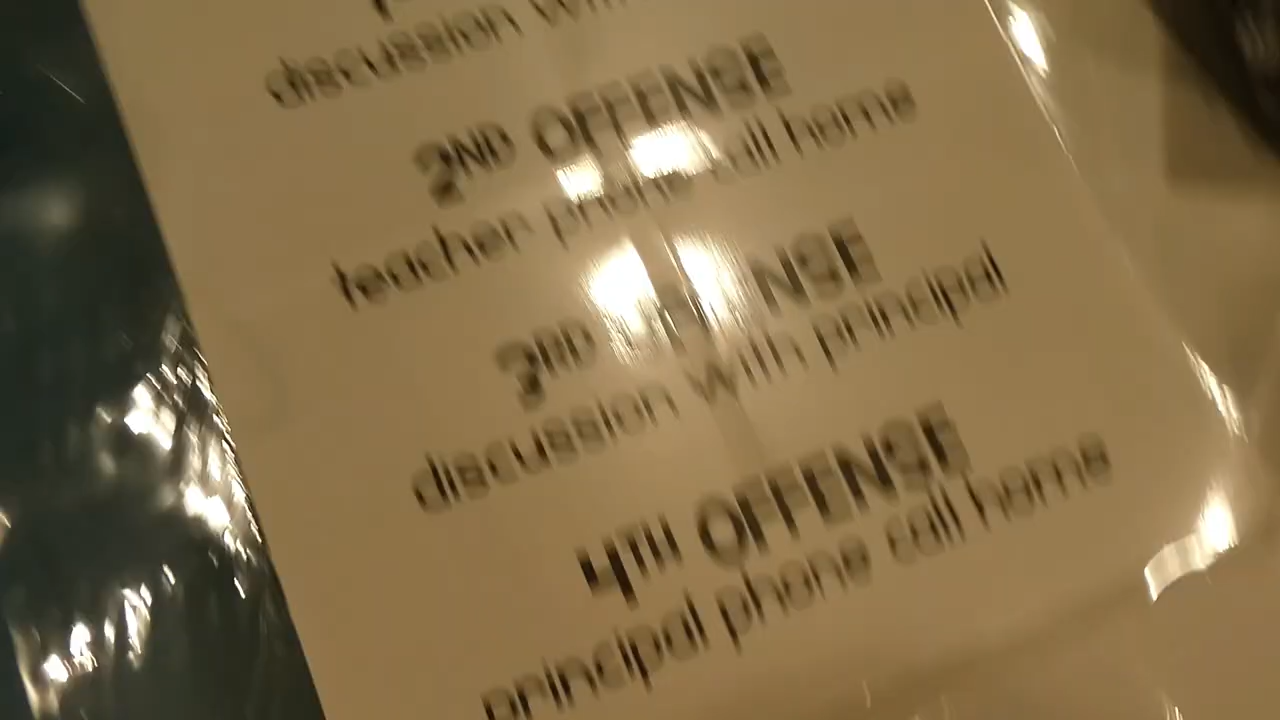 discussion with
2ND OFFENSE
teacher phone call home
3RD OFFENSE
discussion with principal
4TH OFFENSE
principal phone call home